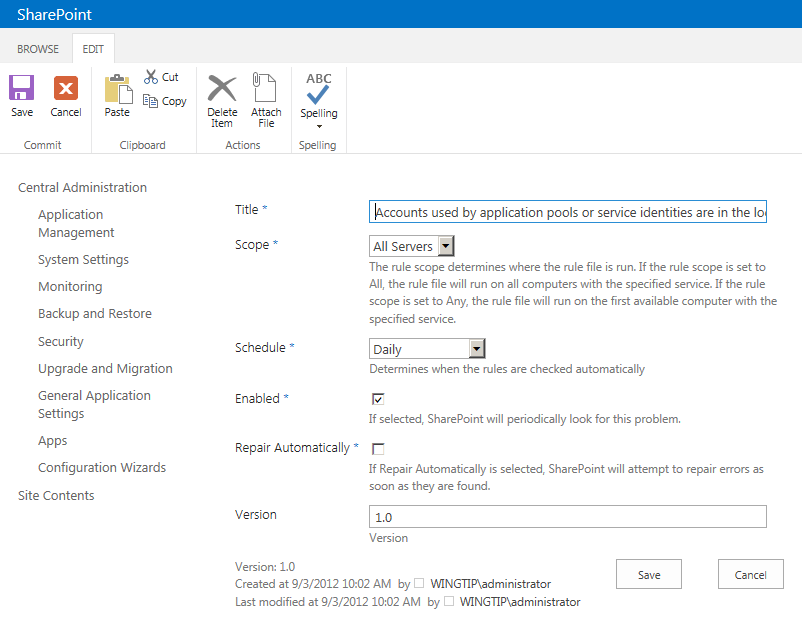 SharePoint
BROWSE EDIT
Save Cancel Paste Cut Copy Delete Item Attach File ABC Spelling
Commit Clipboard Actions Spelling
Central Administration
Application
Management
System Settings
Monitoring
Backup and Restore
Security
Upgrade and Migration
General Application
Settings
Apps
Configuration Wizards
Site Contents
Title * Accounts used by application pools or service identities are in the lo
Scope * All Servers
The rule scope determines where the rule file is run. If the rule scope is set to
All, the rule file will run on all computers with the specified service. If the rule
scope is set to Any, the rule file will run on the first available computer with the
specified service.
Schedule * Daily
Determines when the rules are checked automatically
Enabled *
If selected, SharePoint will periodically look for this problem.
Repair Automatically *
If Repair Automatically is selected, SharePoint will attempt to repair errors as
soon as they are found.
Version 1.0
Version
Version: 1.0
Created at 9/3/2012 10:02 AM by WINGTIP\administrator
Last modified at 9/3/2012 10:02 AM by WINGTIP\administrator
Save Cancel